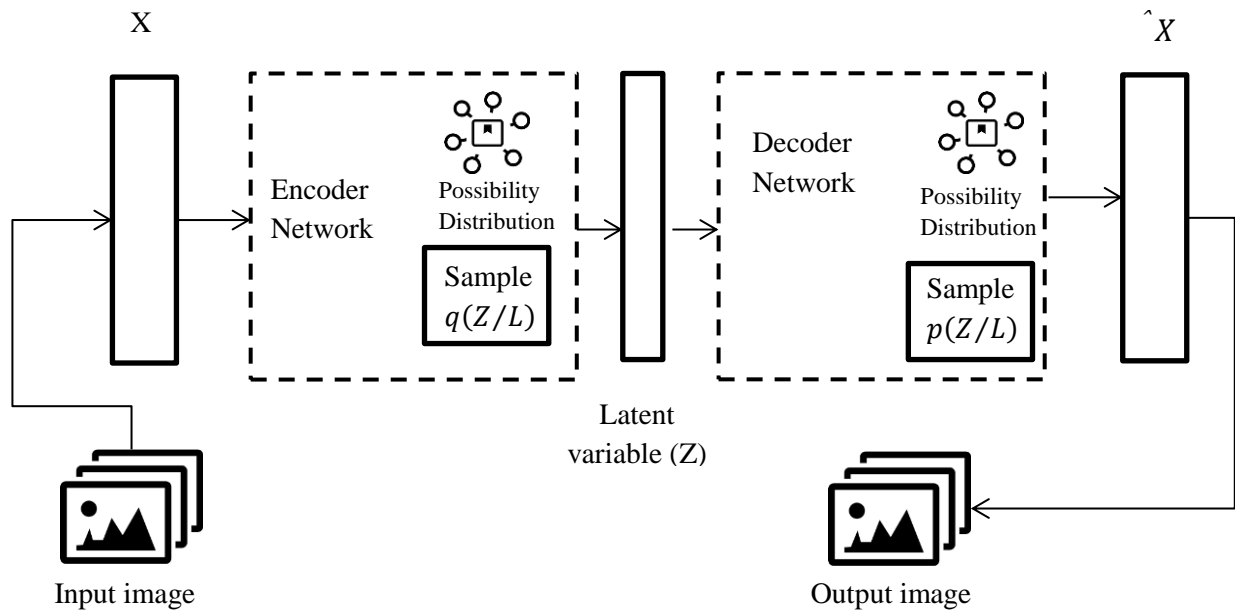 X
^X
Encoder
Network
Possibility
Distribution
Sample
q(Z/L)
Decoder
Network
Possibility
Distribution
Sample
p(Z/L)
Latent
variable (Z)
Input image
Output image